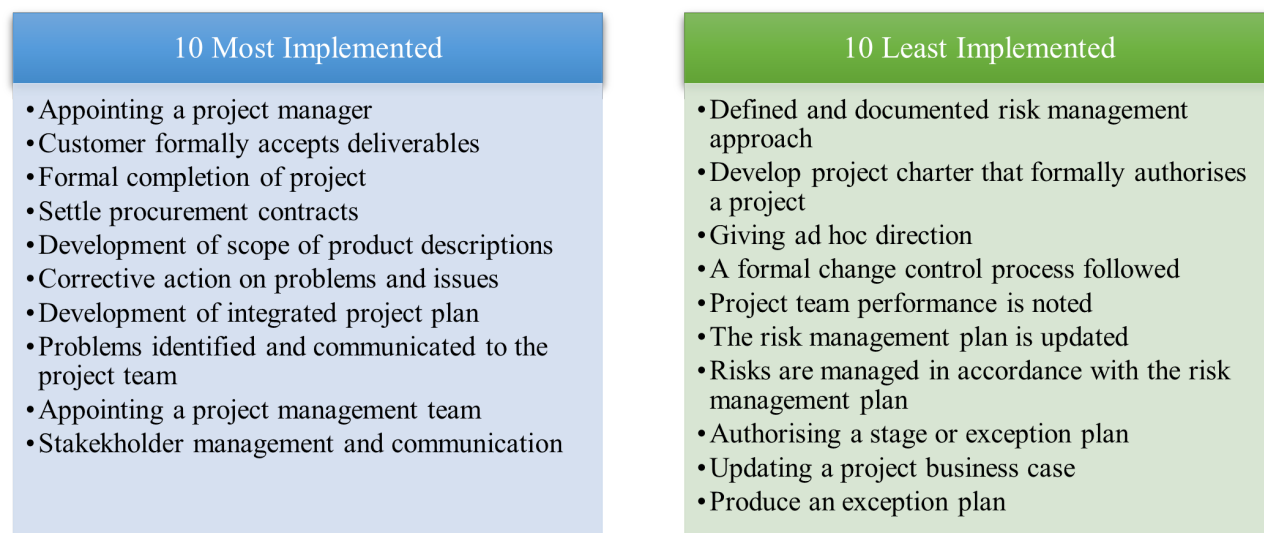 10 Most Implemented
•Appointing a project manager
•Customer formally accepts deliverables
•Formal completion of project
•Settle procurement contracts
•Development of scope of product descriptions
•Corrective action on problems and issues
•Development of integrated project plan
•Problems identified and communicated to the
project team
•Appointing a project management team
•Stakekholder management and communication
10 Least Implemented
•Defined and documented risk management
approach
•Develop project charter that formally authorises
a project
•Giving ad hoc direction
•A formal change control process followed
•Project team performance is noted
•The risk management plan is updated
•Risks are managed in accordance with the risk
management plan
•Authorising a stage or exception plan
•Updating a project business case
•Produce an exception plan